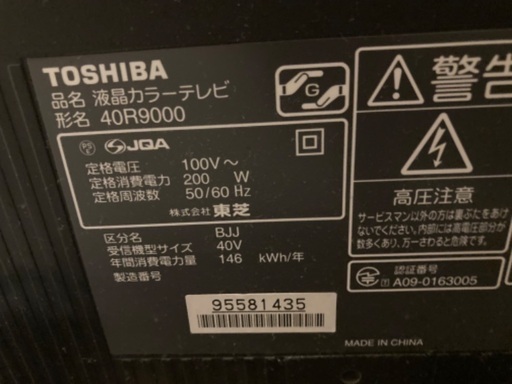 TOSHIBA
品名 液晶カラーテレビ
形名 40R9000
G
JQA
定格電圧 100V～
定格消費電力 200 W
定格周波数 50/60 Hz
株式会社 東芝
区分名 BJJ
受信機型サイズ 40V
年間消費電力量 146 kWh/年
製造番号
95581435
警告
高圧注意
サービスマン以外の方は裏ぶたをあけ
ないでください。内部には高電圧部分が
数多くあり、万一さわると危険です。
認証番号
A09-0163005
MADE IN CHINA